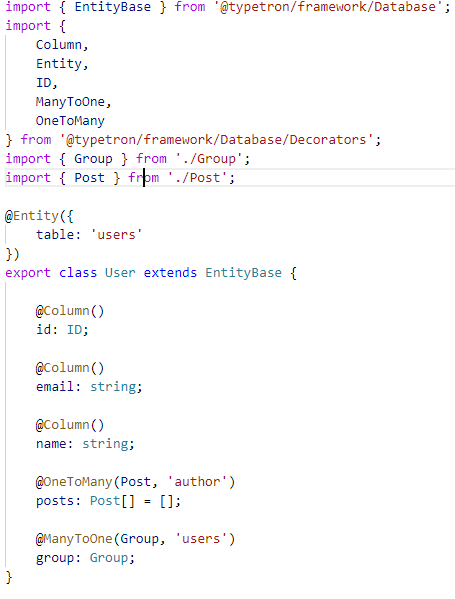 import { EntityBase } from '@typetron/framework/Database';
import {
    Column,
    Entity,
    ID,
    ManyToOne,
    OneToMany
} from '@typetron/framework/Database/Decorators';
import { Group } from './Group';
import { Post } from './Post';
@Entity({
    table: 'users'
})
export class User extends EntityBase {
    @Column()
    id: ID;
    @Column()
    email: string;
    @Column()
    name: string;
    @OneToMany(Post, 'author')
    posts: Post[] = [];
    @ManyToOne(Group, 'users')
    group: Group;
}